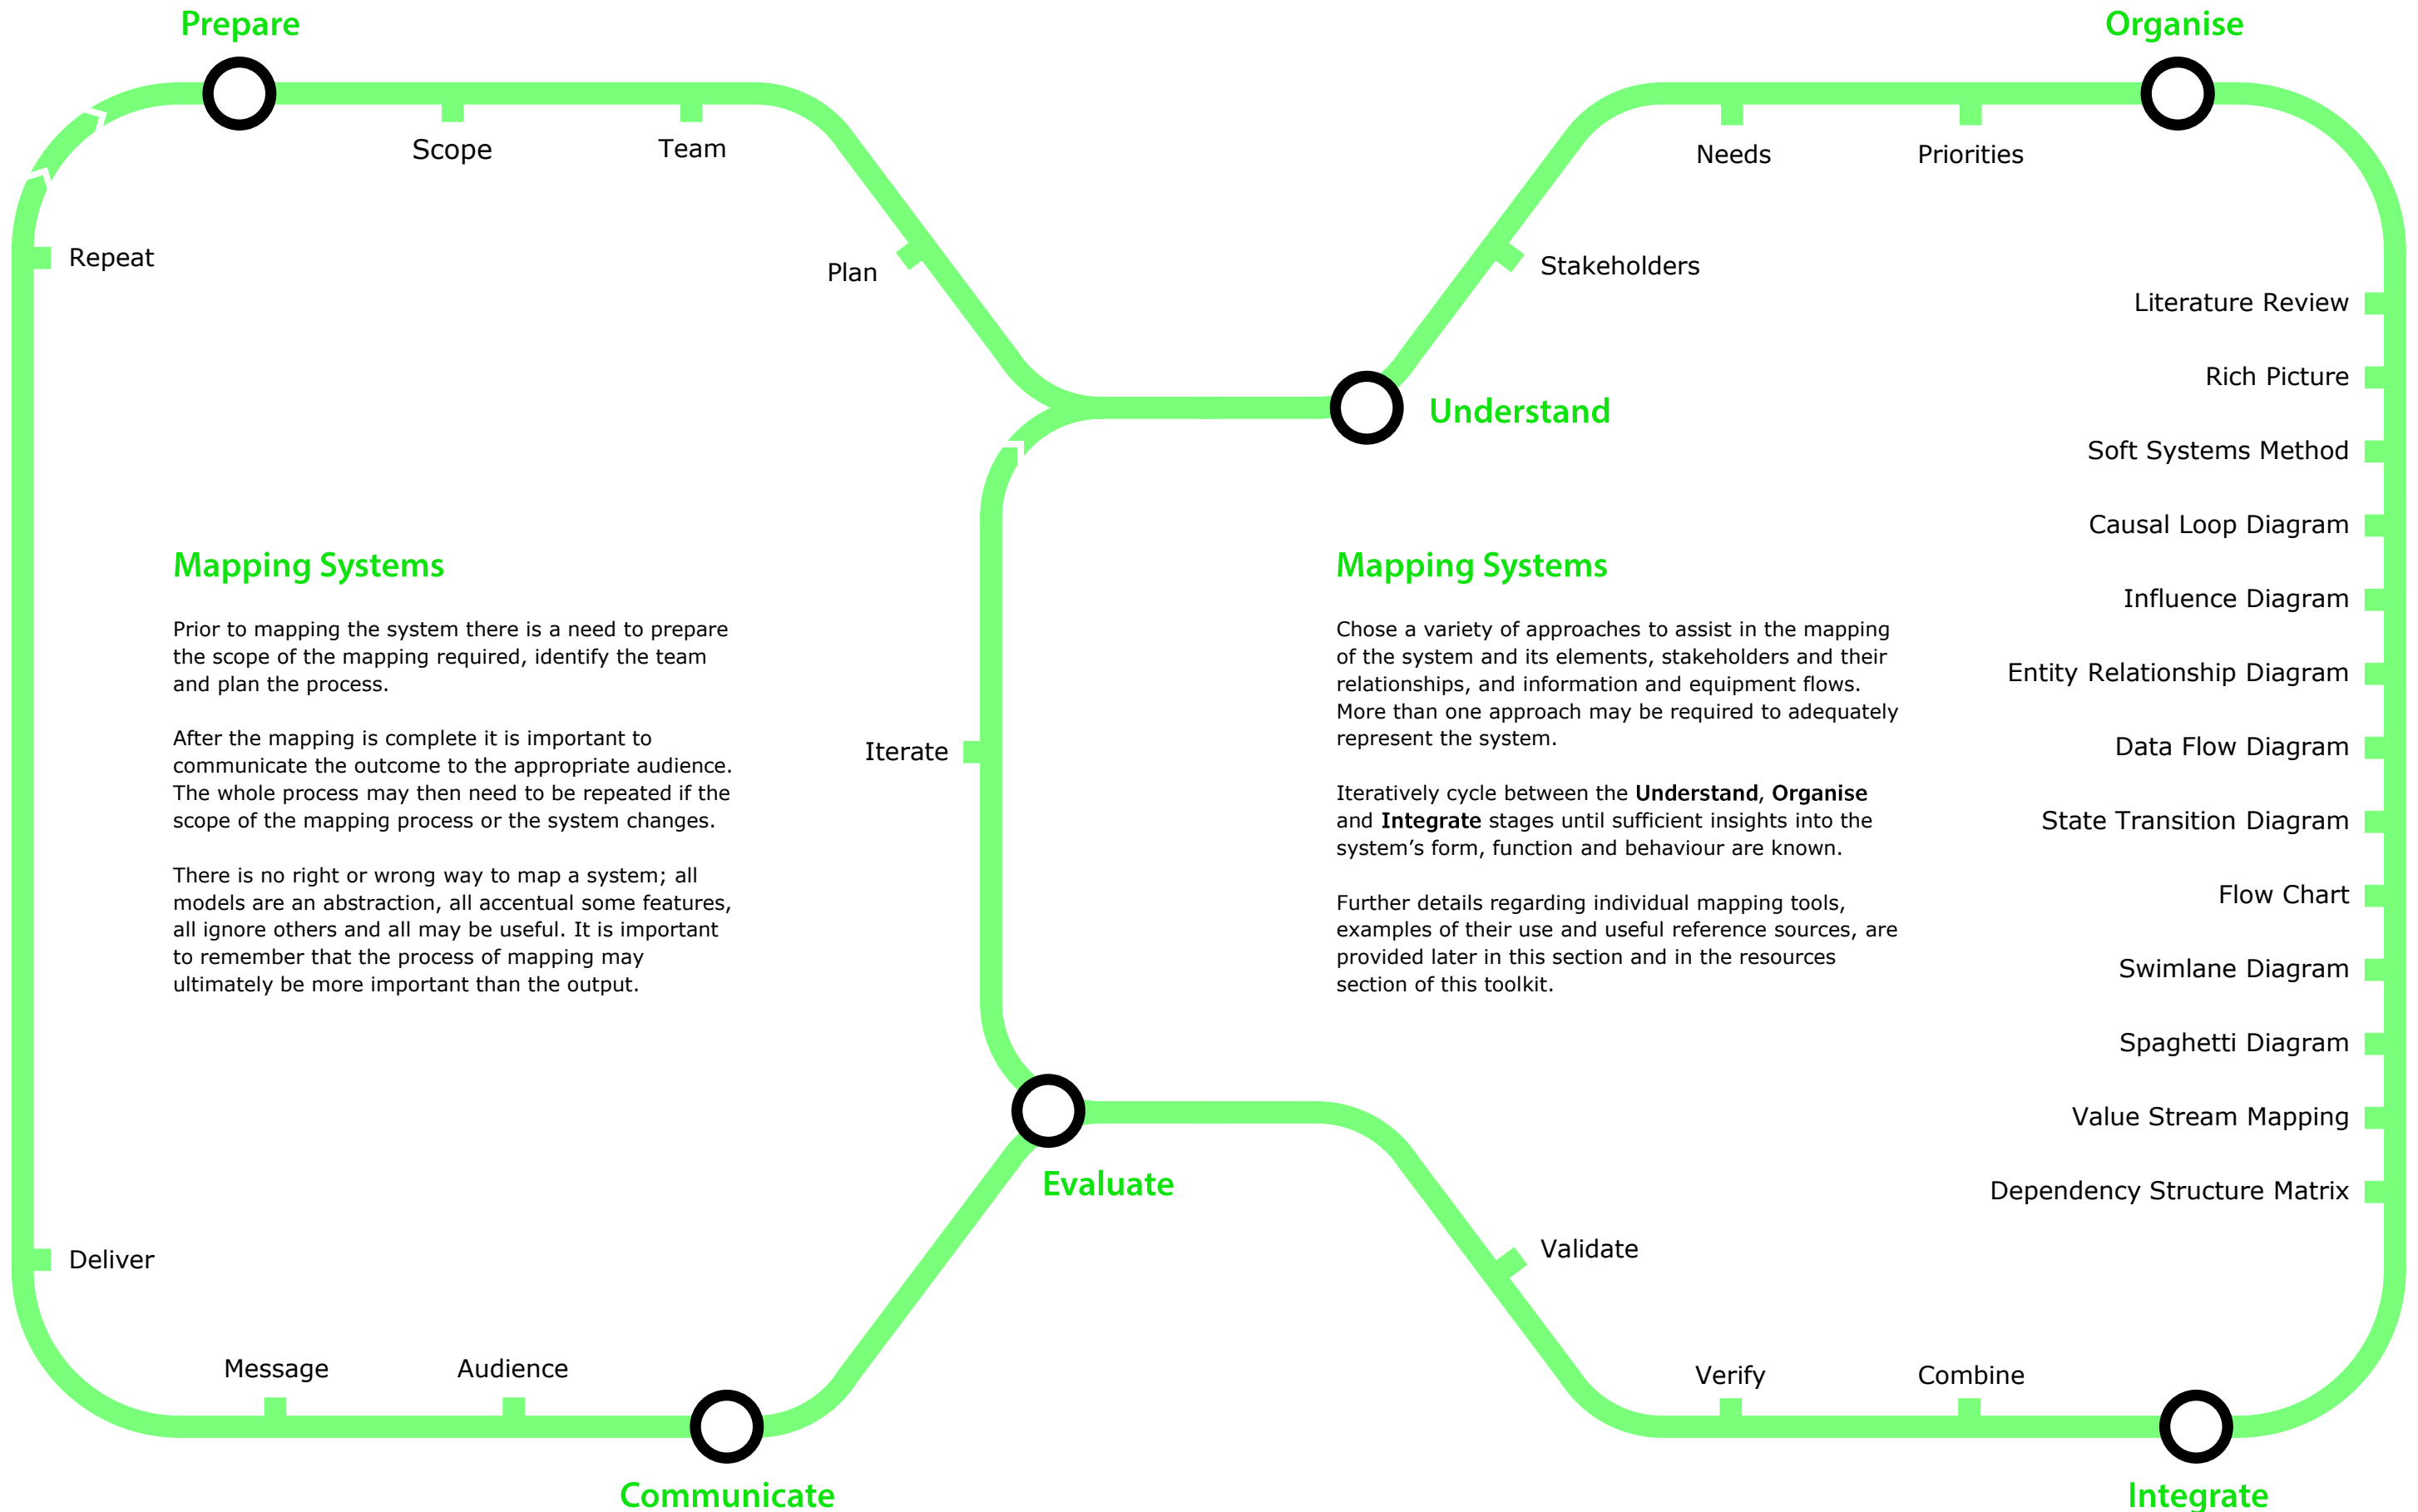 Prepare
Organise
Scope
Team
Needs
Priorities
Repeat
Plan
Stakeholders
Understand
Literature Review
Rich Picture
Soft Systems Method
Causal Loop Diagram
Influence Diagram
Entity Relationship Diagram
Data Flow Diagram
State Transition Diagram
Flow Chart
Swimlane Diagram
Spaghetti Diagram
Value Stream Mapping
Dependency Structure Matrix
Mapping Systems
Prior to mapping the system there is a need to prepare
the scope of the mapping required, identify the team
and plan the process.
After the mapping is complete it is important to
communicate the outcome to the appropriate audience.
The whole process may then need to be repeated if the
scope of the mapping process or the system changes.
There is no right or wrong way to map a system; all
models are an abstraction, all accentual some features,
all ignore others and all may be useful. It is important
to remember that the process of mapping may
ultimately be more important than the output.
Iterate
Mapping Systems
Chose a variety of approaches to assist in the mapping
of the system and its elements, stakeholders and their
relationships, and information and equipment flows.
More than one approach may be required to adequately
represent the system.
Iteratively cycle between the Understand, Organise
and Integrate stages until sufficient insights into the
system's form, function and behaviour are known.
Further details regarding individual mapping tools,
examples of their use and useful reference sources, are
provided later in this section and in the resources
section of this toolkit.
Evaluate
Deliver
Validate
Message
Audience
Verify
Combine
Communicate
Integrate